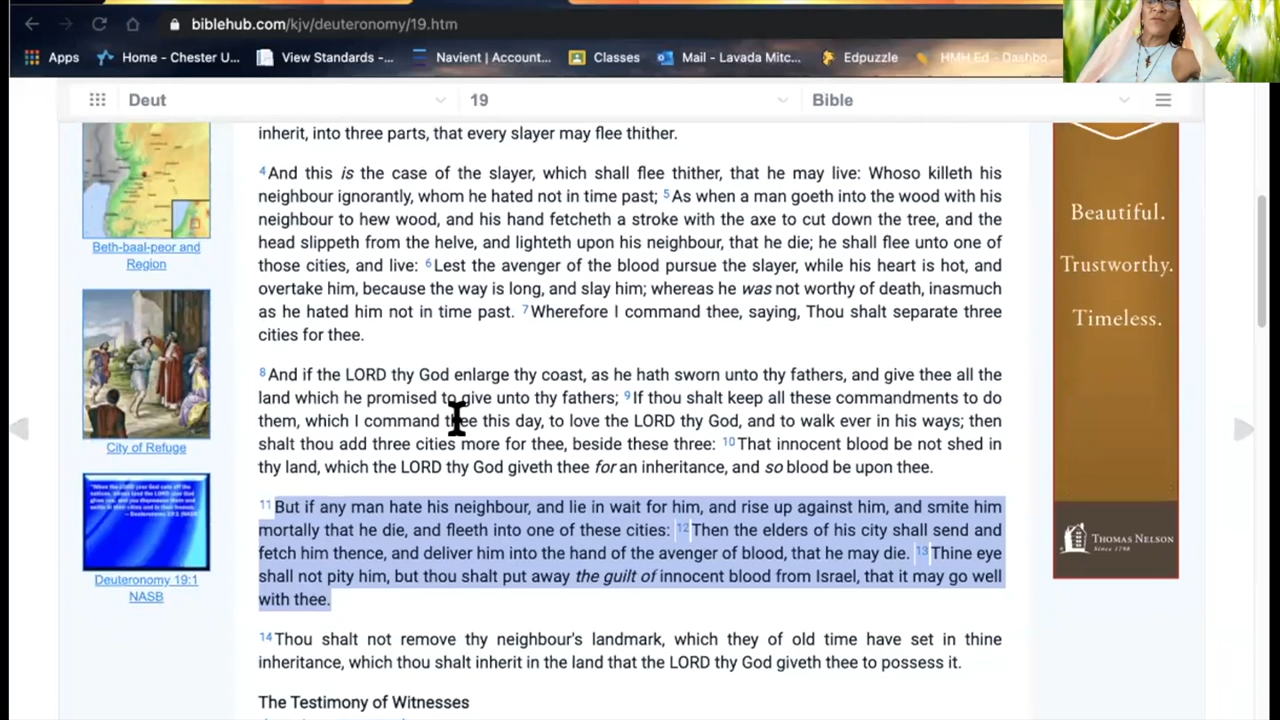 biblehub.com/kjv/deuteronomy/19.htm
Apps Home - Chester U... View Standards -... Navient | Account... Classes Mail - Lavada Mitc... Edpuzzle HMH Ed - Dashbo
Deut 19 Bible
inherit, into three parts, that every slayer may flee thither.
4And this is the case of the slayer, which shall flee thither, that he may live: Whoso killeth his
neighbour ignorantly, whom he hated not in time past; 5As when a man goeth into the wood with his
neighbour to hew wood, and his hand fetcheth a stroke with the axe to cut down the tree, and the
head slippeth from the helve, and lighteth upon his neighbour, that he die; he shall flee unto one of
those cities, and live: 6Lest the avenger of the blood pursue the slayer, while his heart is hot, and
overtake him, because the way is long, and slay him; whereas he was not worthy of death, inasmuch
as he hated him not in time past. 7Wherefore I command thee, saying, Thou shalt separate three
cities for thee.
8And if the LORD thy God enlarge thy coast, as he hath sworn unto thy fathers, and give thee all the
land which he promised to give unto thy fathers; 9If thou shalt keep all these commandments to do
them, which I command thee this day, to love the LORD thy God, and to walk ever in his ways; then
shalt thou add three cities more for thee, beside these three: 10That innocent blood be not shed in
thy land, which the LORD thy God giveth thee for an inheritance, and so blood be upon thee.
11But if any man hate his neighbour, and lie in wait for him, and rise up against him, and smite him
mortally that he die, and fleeth into one of these cities: 12Then the elders of his city shall send and
fetch him thence, and deliver him into the hand of the avenger of blood, that he may die. 13Thine eye
shall not pity him, but thou shalt put away the guilt of innocent blood from Israel, that it may go well
with thee.
14Thou shalt not remove thy neighbour's landmark, which they of old time have set in thine
inheritance, which thou shalt inherit in the land that the LORD thy God giveth thee to possess it.
The Testimony of Witnesses
Beth-baal-peor and
Region
City of Refuge
Deuteronomy 19:1
NASB
Beautiful.
Trustworthy.
Timeless.
THOMAS NELSON
Since 1798